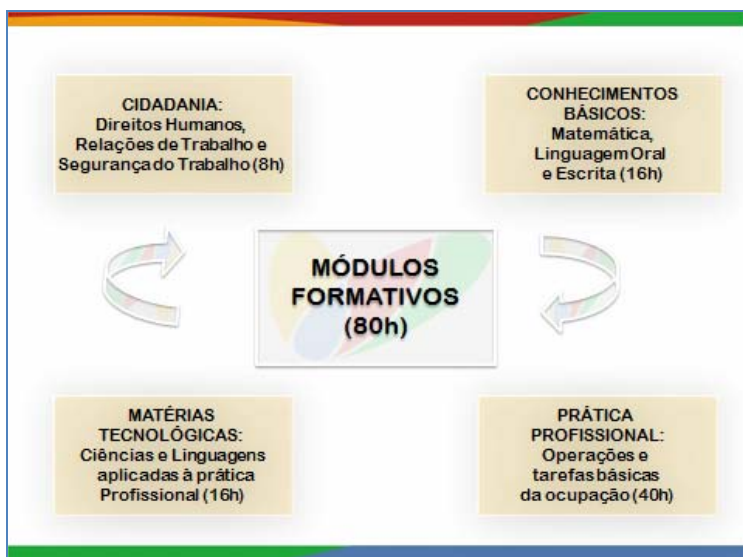 CIDADANIA:
Direitos Humanos,
Relações de Trabalho e
Segurança do Trabalho (8h)
CONHECIMENTOS
BÁSICOS:
Matemática,
Linguagem Oral
e Escrita (16h)
MÓDULOS
FORMATIVOS
(80h)
MATÉRIAS
TECNOLÓGICAS:
Ciências e Linguagens
aplicadas à prática
Profissional (16h)
PRÁTICA
PROFISSIONAL:
Operações e
tarefas básicas
da ocupação (40h)